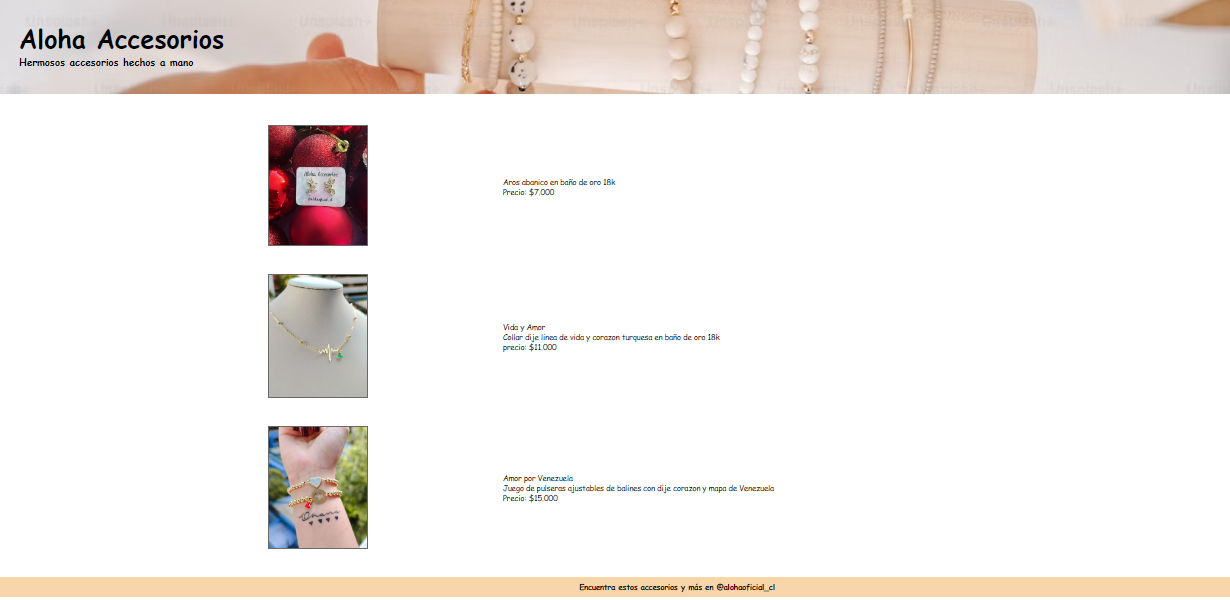 Aloha Accesorios
Hermosos accesorios hechos a mano
Aloha Accesorios
Aros abanico en baño de oro 18k
Precio: $7.000
Vida y Amor
Collar dije linea de vida y corazon turquesa en baño de oro 18k
precio: $11.000
Amor por Venezuela
Juego de pulseras ajustables de balines con dije corazon y mapa de Venezuela
Precio: $15.000
Encuentra estos accesorios y más en @alohaoficial_cl